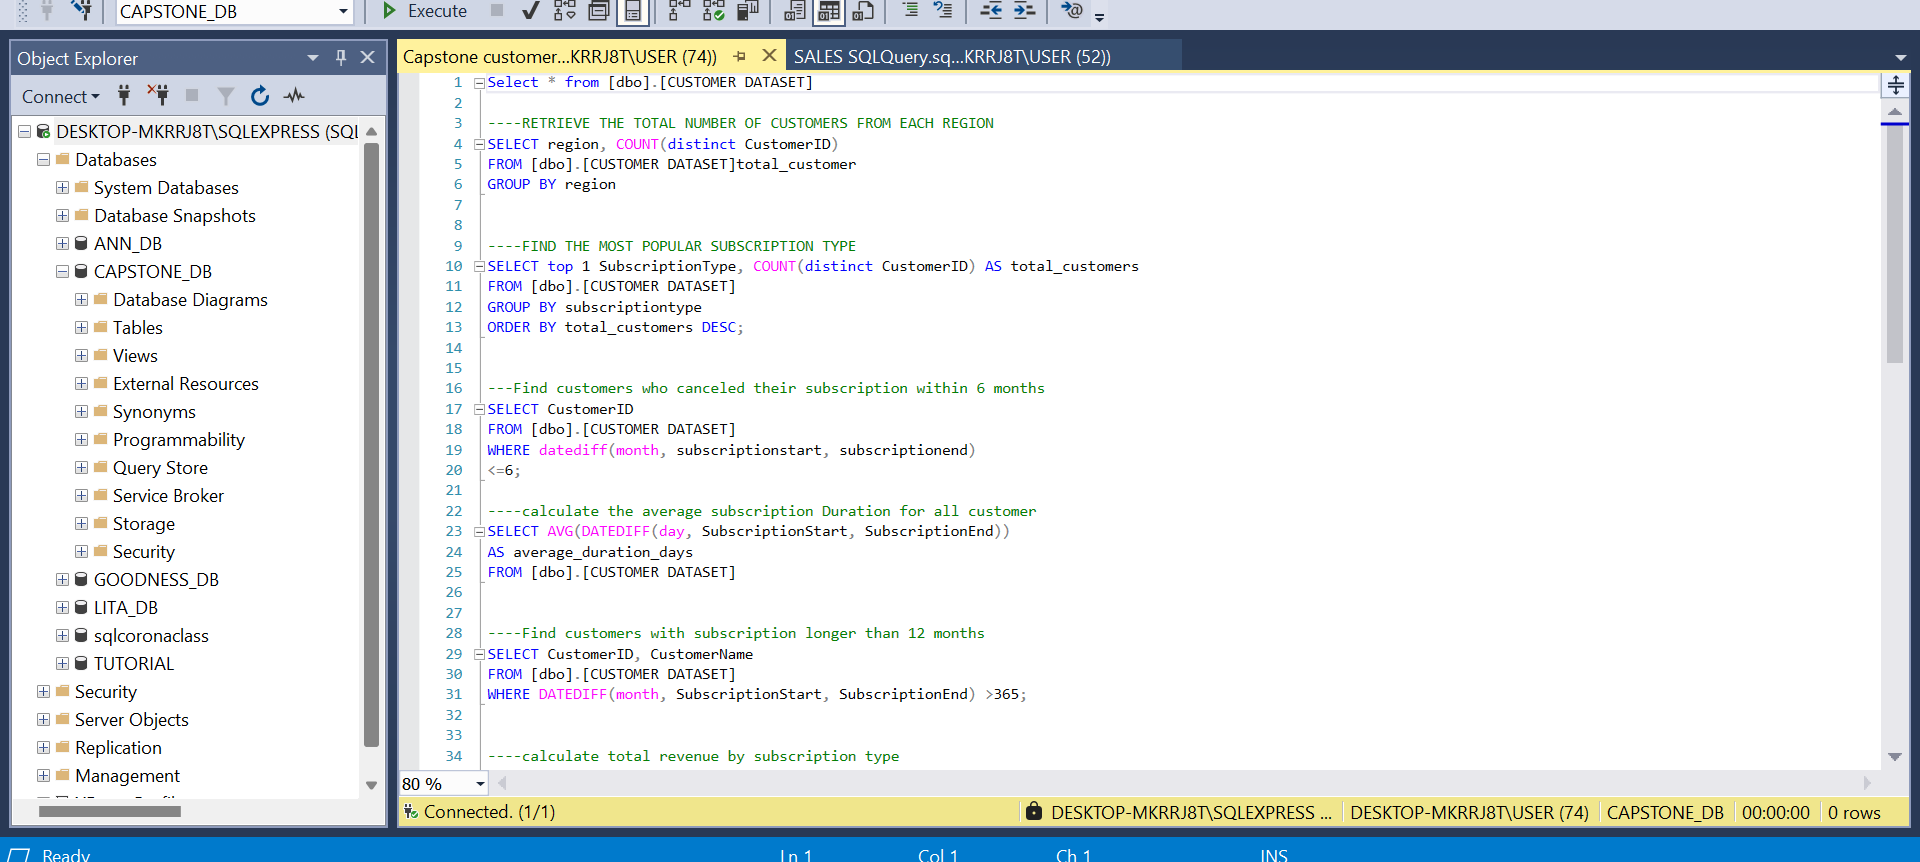 CAPSTONE_DB
Execute
Object Explorer
Connect
DESKTOP-MKRRJ8T\SQLEXPRESS (SQL
Databases
System Databases
Database Snapshots
ANN_DB
CAPSTONE_DB
Database Diagrams
Tables
Views
External Resources
Synonyms
Programmability
Query Store
Service Broker
Storage
Security
GOODNESS_DB
LITA_DB
sqlcoronaclass
TUTORIAL
Security
Server Objects
Replication
Management
Capstone customer...KRRJ8T\USER (74))
SALES SQLQuery.sq...KRRJ8T\USER (52))
1 Select * from [dbo].[CUSTOMER DATASET]
2
3 ----RETRIEVE THE TOTAL NUMBER OF CUSTOMERS FROM EACH REGION
4 SELECT region, COUNT(distinct CustomerID)
5 FROM [dbo].[CUSTOMER DATASET]total_customer
6 GROUP BY region
7
8
9 ----FIND THE MOST POPULAR SUBSCRIPTION TYPE
10 SELECT top 1 SubscriptionType, COUNT(distinct CustomerID) AS total_customers
11 FROM [dbo].[CUSTOMER DATASET]
12 GROUP BY subscriptiontype
13 ORDER BY total_customers DESC;
14
15
16 ---Find customers who canceled their subscription within 6 months
17 SELECT CustomerID
18 FROM [dbo].[CUSTOMER DATASET]
19 WHERE datediff(month, subscriptionstart, subscriptionend)
20 <=6;
21
22 ----calculate the average subscription Duration for all customer
23 SELECT AVG(DATEDIFF(day, SubscriptionStart, SubscriptionEnd))
24 AS average_duration_days
25 FROM [dbo].[CUSTOMER DATASET]
26
27
28 ----Find customers with subscription longer than 12 months
29 SELECT CustomerID, CustomerName
30 FROM [dbo].[CUSTOMER DATASET]
31 WHERE DATEDIFF(month, SubscriptionStart, SubscriptionEnd) >365;
32
33
34 ----calculate total revenue by subscription type
80 %
Connected. (1/1)
DESKTOP-MKRRJ8T\SQLEXPRESS ...
DESKTOP-MKRRJ8T\USER (74)
CAPSTONE_DB
00:00:00
0 rows
Ready
Ln 1
Col 1
Ch 1
INS